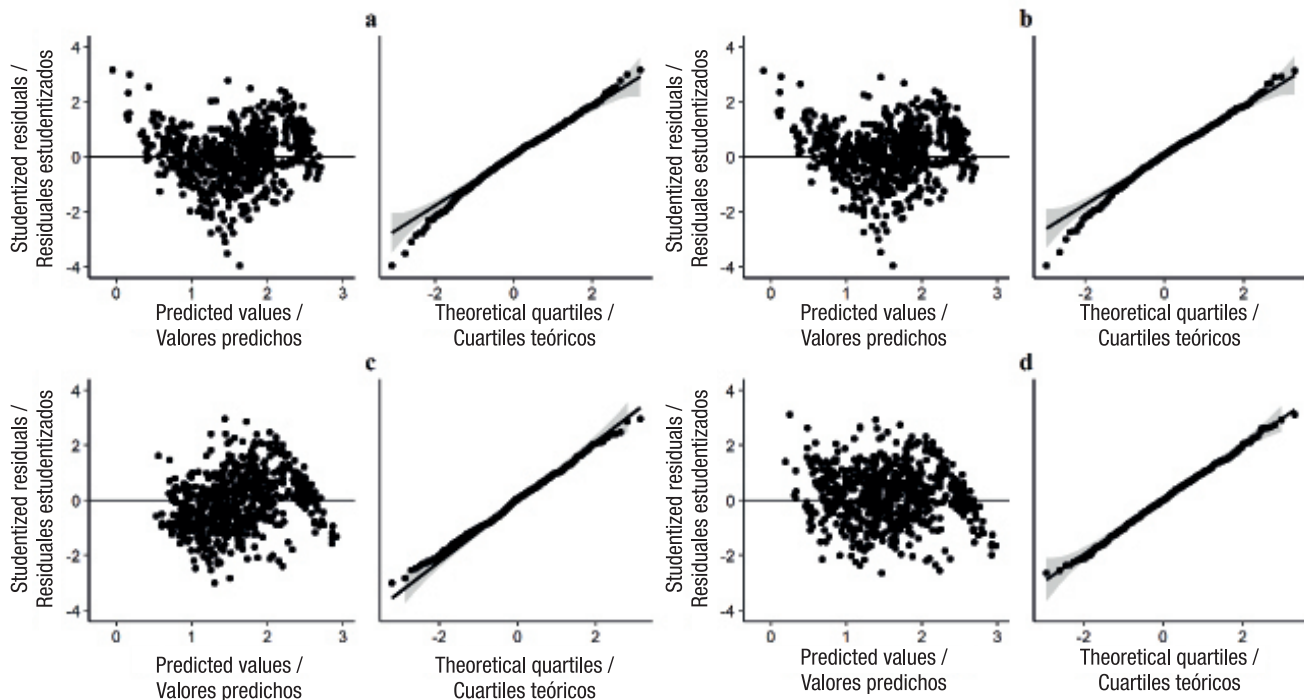 a
b
Studentized residuals /
Residuales estudentizados
4
2
0
-2
-4
0
1
2
3
Predicted values /
Valores predichos
-2
0
2
Theoretical quartiles /
Cuartiles teóricos
Studentized residuals /
Residuales estudentizados
4
2
0
-2
-4
0
1
2
3
Predicted values /
Valores predichos
-2
0
2
Theoretical quartiles /
Cuartiles teóricos
c
d
Studentized residuals /
Residuales estudentizados
4
2
0
-2
-4
0
1
2
3
Predicted values /
Valores predichos
-2
0
2
Theoretical quartiles /
Cuartiles teóricos
Studentized residuals /
Residuales estudentizados
4
2
0
-2
-4
0
1
2
3
Predicted values /
Valores predichos
-2
0
2
Theoretical quartiles /
Cuartiles teóricos